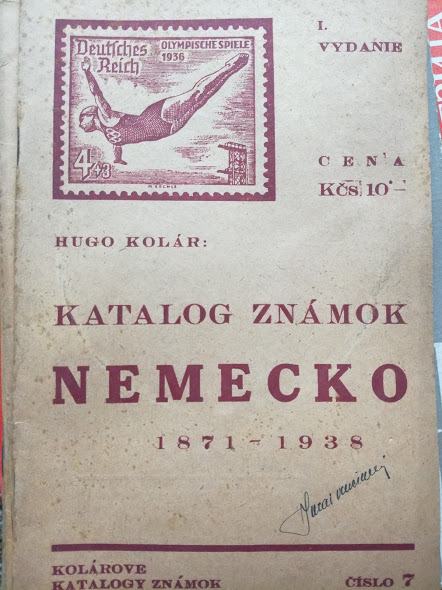 Deutsches
Reich
OLYMPISCHE SPIELE
1936
4+3
I.
VYDANIE
CENA
Kčs 10·—
HUGO KOLÁR:
KATALOG ZNÁMOK
NEMECKO
1871-1938
KOLÁROVE
KATALOGY ZNÁMOK
ČÍSLO 7